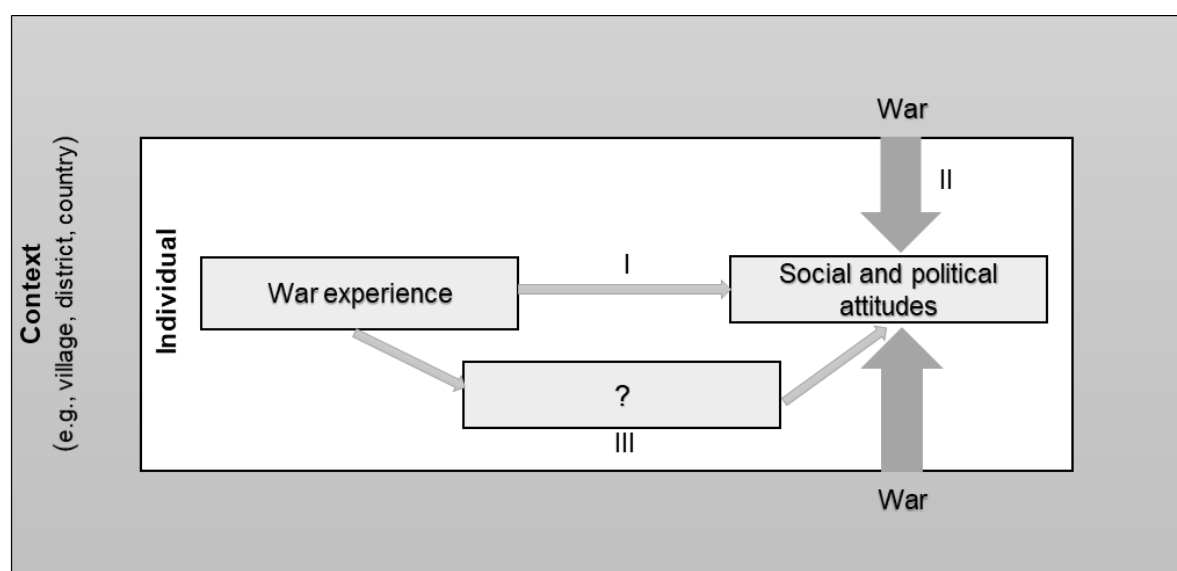 War
II
Context
(e.g., village, district, country)
Individual
War experience
I
Social and political
attitudes
?
III
War